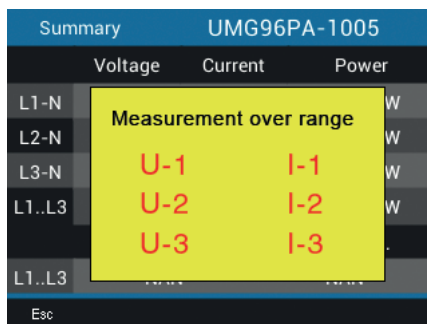 Summary UMG96PA-1005
Voltage Current Power
L1-N W
L2-N W
L3-N W
L1..L3 W
Measurement over range
U-1 I-1
U-2 I-2
U-3 I-3
L1..L3
Esc